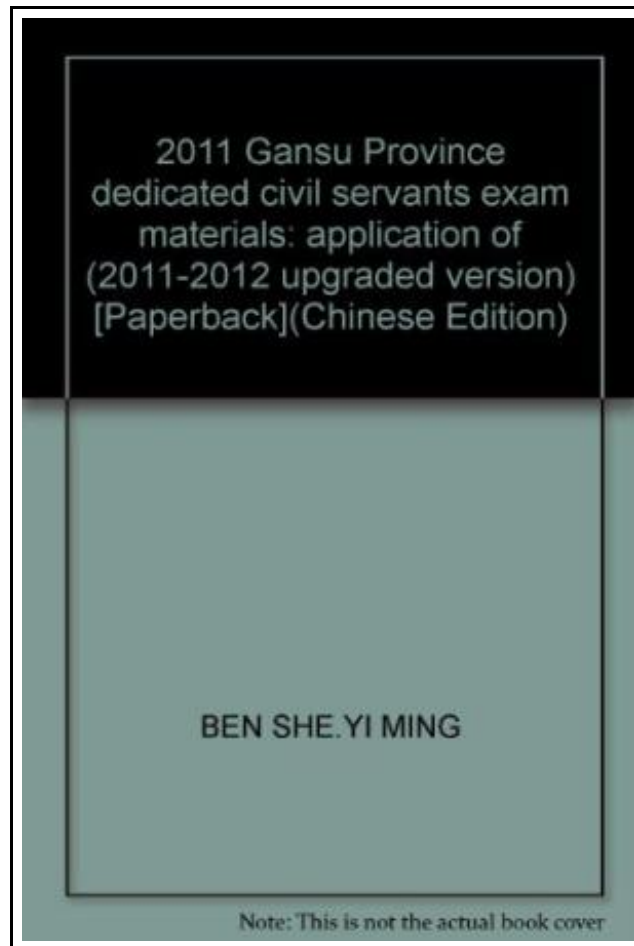 2011 Gansu Province
dedicated civil servants exam
materials: application of
(2011-2012 upgraded version)
[Paperback](Chinese Edition)
BEN SHE.YI MING
Note: This is not the actual book cover